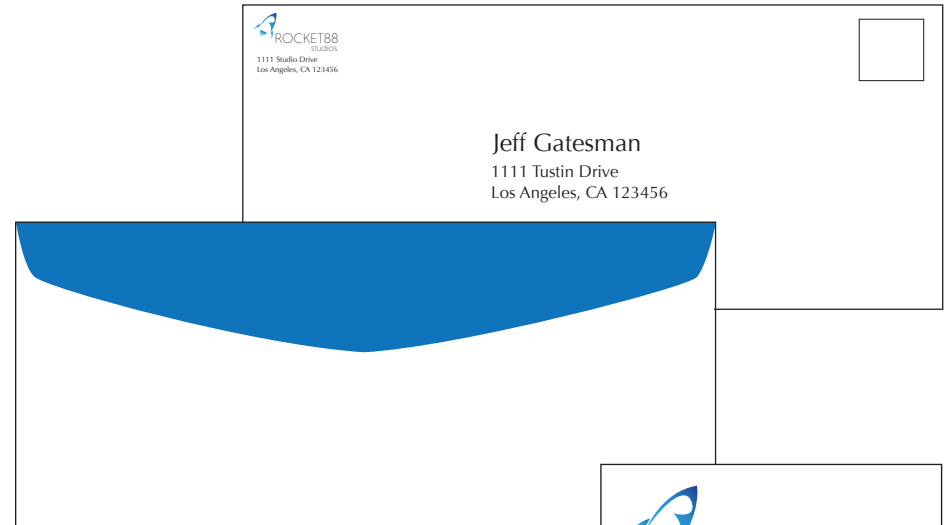 ROCKET88
studios
1111 Studio Drive
Los Angeles, CA 123456
Jeff Gatesman
1111 Tustin Drive
Los Angeles, CA 123456